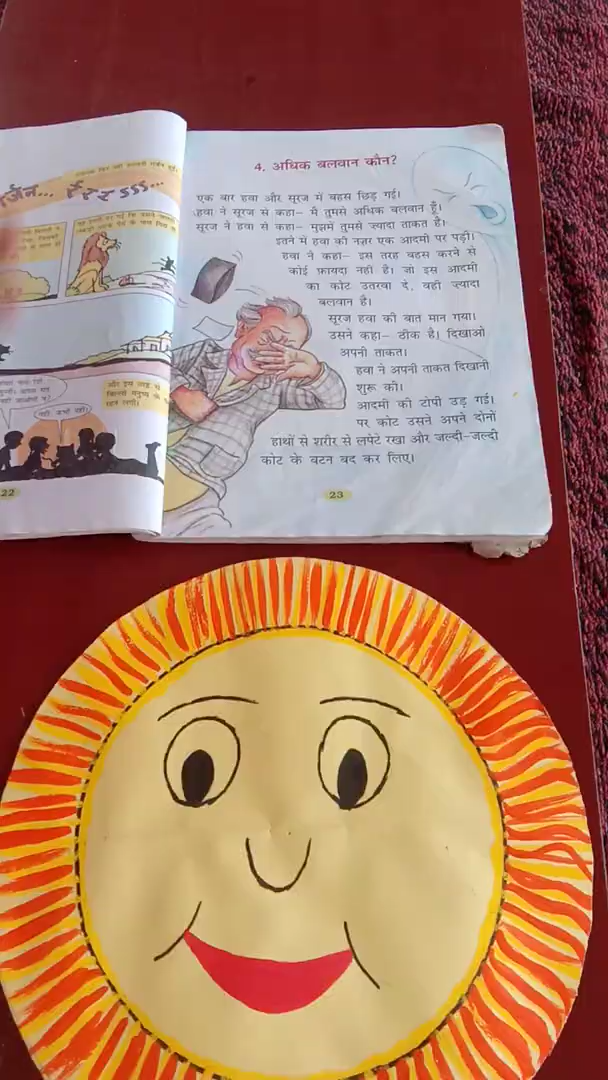 4. अधिक बलवान कौन?
एक बार हवा और सूरज में बहस छिड़ गई।
हवा ने सूरज से कहा– मैं तुमसे अधिक बलवान हूँ।
सूरज ने हवा से कहा– मुझमें तुमसे ज्यादा ताकत है।
इतने में हवा की नज़र एक आदमी पर पड़ी।
हवा ने कहा– इस तरह बहस करने से
कोई फ़ायदा नहीं है। जो इस आदमी
का कोट उतरवा दे, वही ज्यादा
बलवान है।
सूरज हवा की बात मान गया।
उसने कहा– ठीक है। दिखाओ
अपनी ताकत।
हवा ने अपनी ताकत दिखानी
शुरू की।
आदमी की टोपी उड़ गई।
पर कोट उसने अपने दोनों
हाथों से शरीर से लपेटे रखा और जल्दी-जल्दी
कोट के बटन बंद कर लिए।
23
22